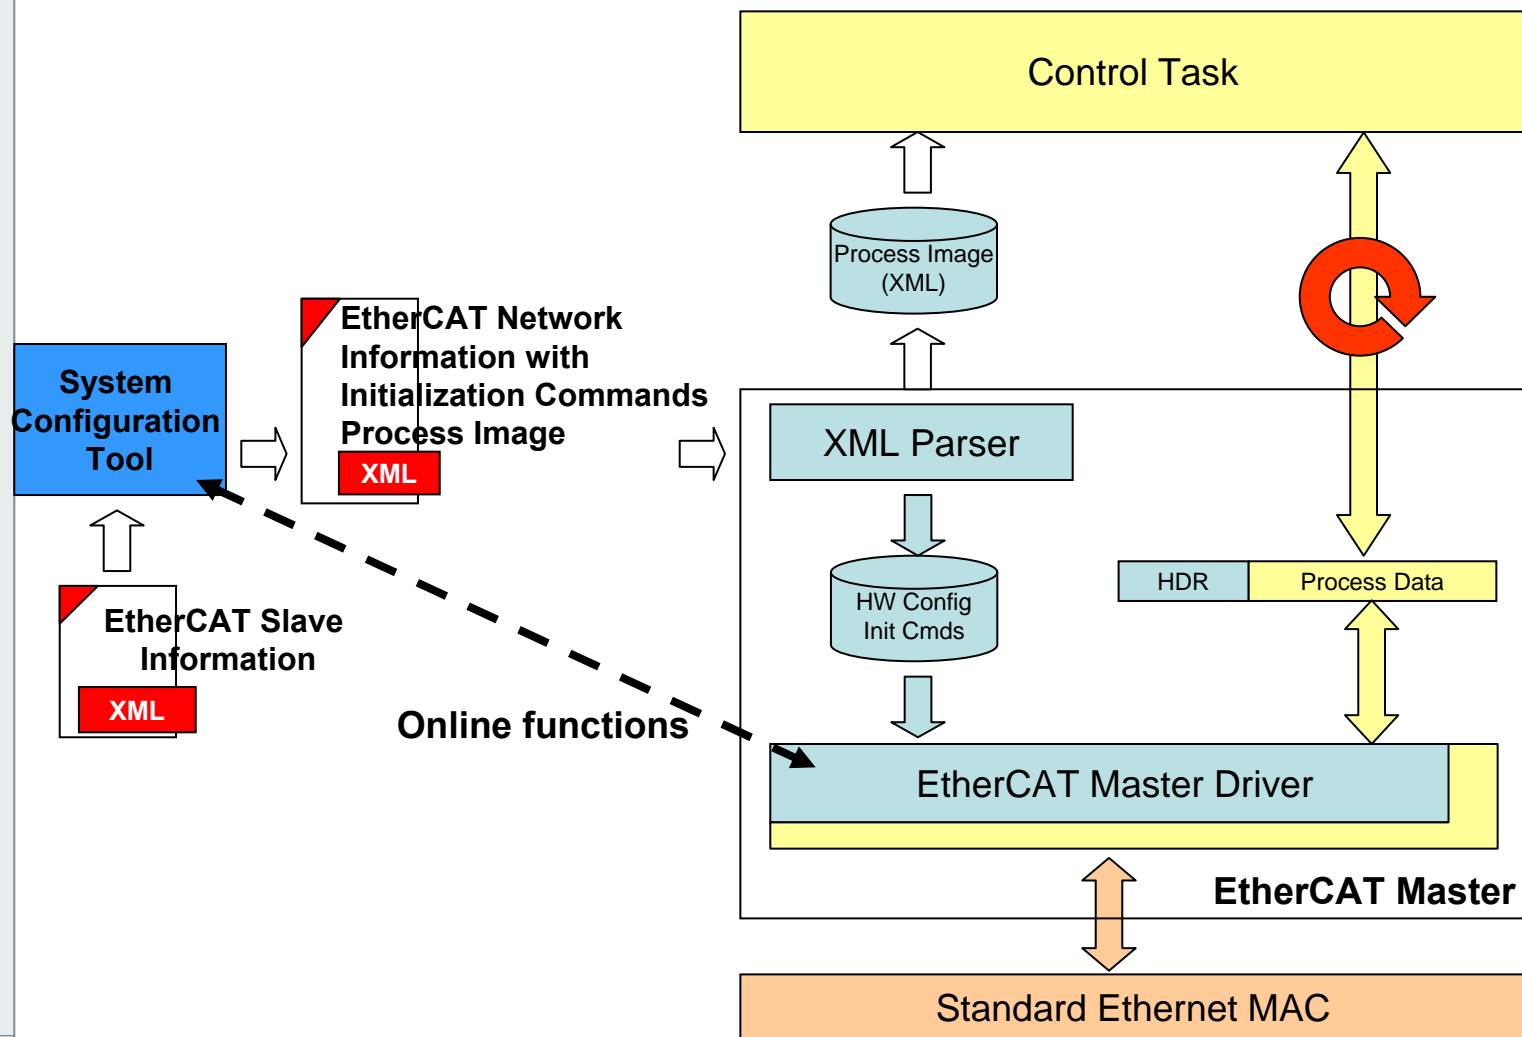 Control Task
Process Image
(XML)
EtherCAT Network
Information with
Initialization Commands
Process Image
XML
System
Configuration
Tool
XML Parser
HW Config
Init Cmds
HDR
Process Data
EtherCAT Slave
Information
XML
Online functions
EtherCAT Master Driver
EtherCAT Master
Standard Ethernet MAC